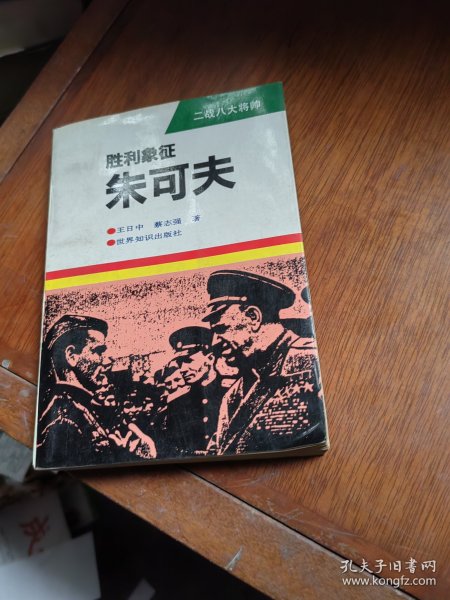 二战八大将帅
胜利象征
朱可夫
●王日中 蔡志强 著
●世界知识出版社
孔夫子旧书网
www.kongfz.com